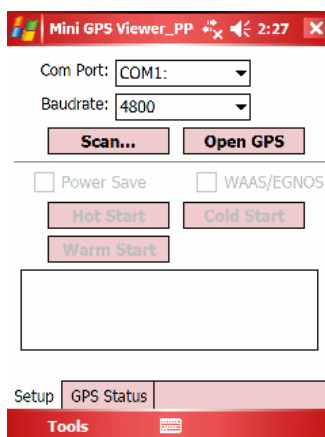 Mini GPS Viewer_PP 2:27
Com Port: COM1:
Baudrate: 4800
Scan... Open GPS
Power Save WAAS/EGNOS
Hot Start Cold Start
Warm Start
Setup GPS Status
Tools